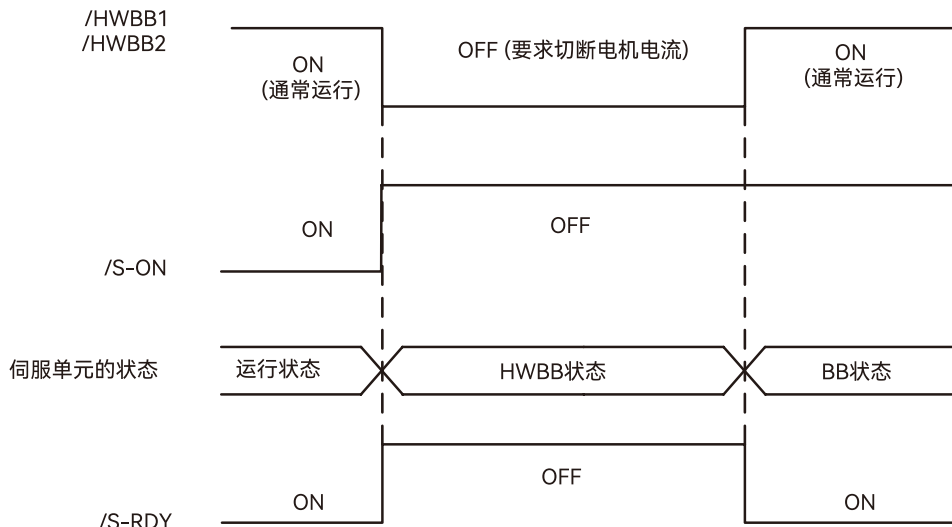 /HWBB1
/HWBB2
ON
(通常运行)
OFF (要求切断电机电流)
ON
(通常运行)
/S-ON
ON
OFF
伺服单元的状态
运行状态
HWBB状态
BB状态
/S-RDY
ON
OFF
ON